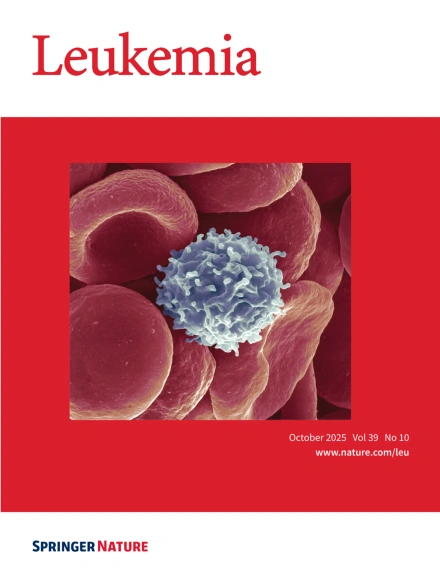 Leukemia
October 2025 Vol 39 No 10
www.nature.com/leu
SPRINGER NATURE